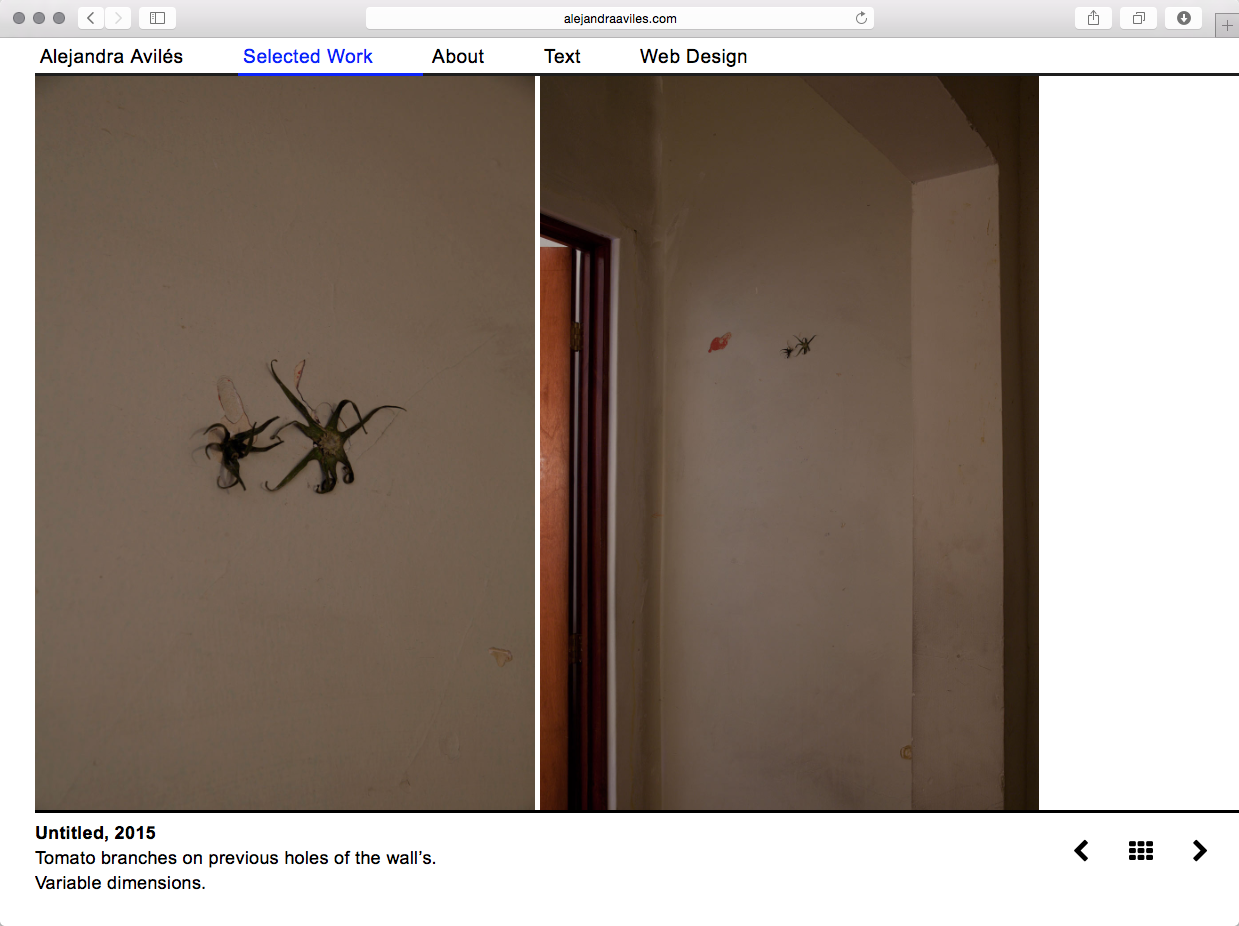 alejandraaviles.com
Alejandra Avilés Selected Work About Text Web Design
Untitled, 2015
Tomato branches on previous holes of the wall's.
Variable dimensions.